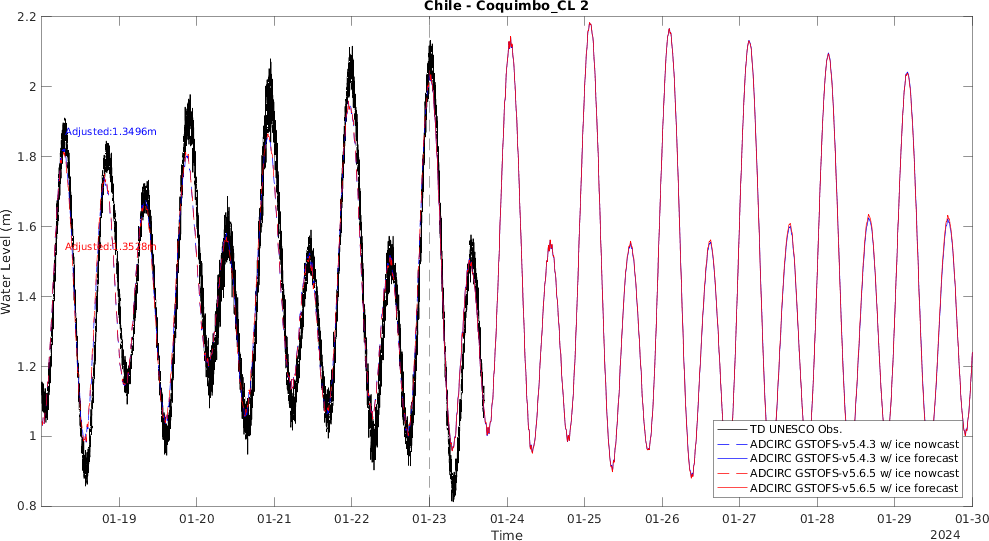 Chile - Coquimbo_CL 2
2.2
2
1.8
1.6
1.4
1.2
1
0.8
Water Level (m)
Adjusted:1.3496m
Adjusted:1.3528m
TD UNESCO Obs.
ADCIRC GSTOFS-v5.4.3 w/ ice nowcast
ADCIRC GSTOFS-v5.4.3 w/ ice forecast
ADCIRC GSTOFS-v5.6.5 w/ ice nowcast
ADCIRC GSTOFS-v5.6.5 w/ ice forecast
01-19 01-20 01-21 01-22 01-23 01-24 01-25 01-26 01-27 01-28 01-29 01-30
Time
2024